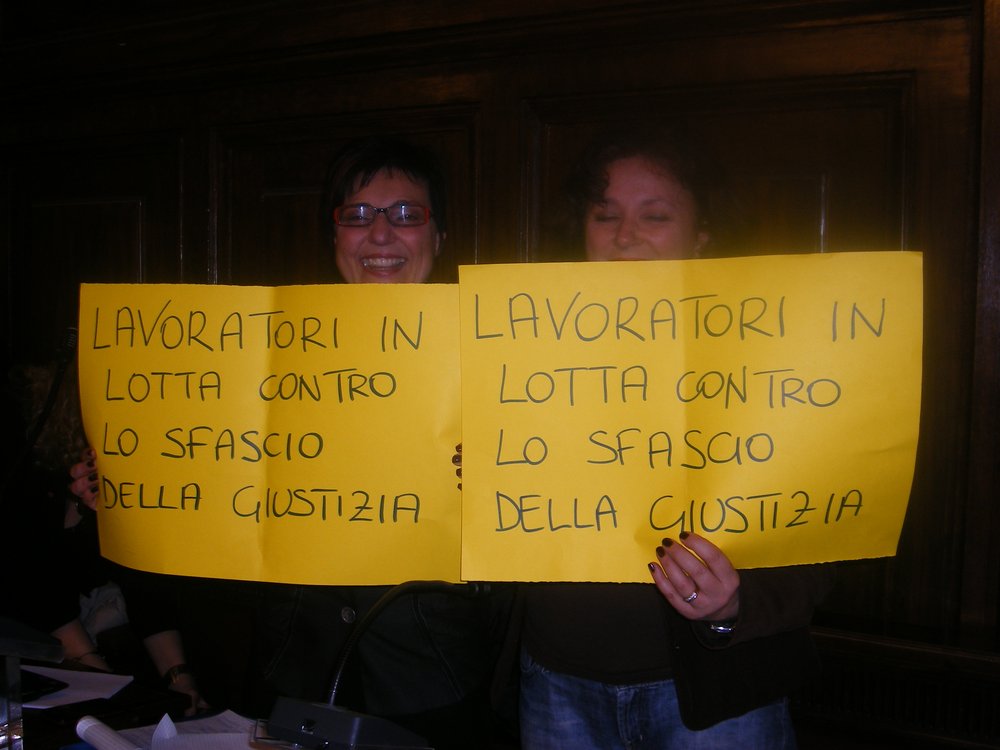 LAVORATORI IN
LOTTA CONTRO
LO SFASCIO
DELLA GIUSTIZIA
LAVORATORI IN
LOTTA CONTRO
LO SFASCIO
DELLA GIUSTIZIA